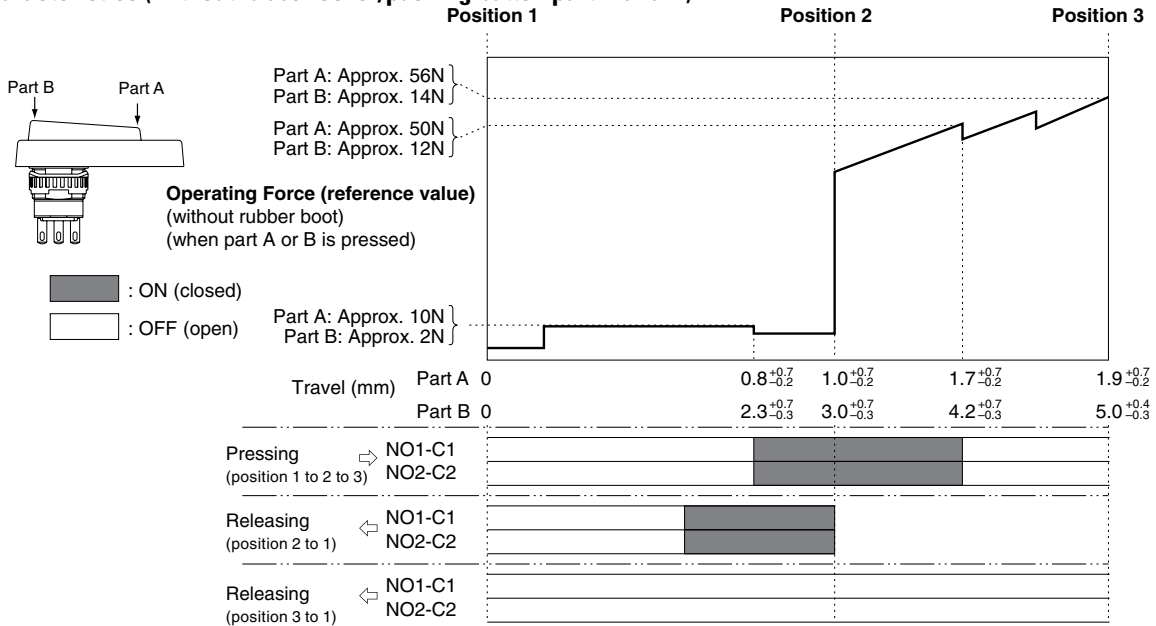 Position 1 Position 2 Position 3
Part B Part A
Part A: Approx. 56N
Part B: Approx. 14N
Part A: Approx. 50N
Part B: Approx. 12N
Operating Force (reference value)
(without rubber boot)
(when part A or B is pressed)
: ON (closed)
: OFF (open)
Part A: Approx. 10N
Part B: Approx. 2N
Travel (mm) Part A 0 0.8+0.7−0.2 1.0+0.7−0.2 1.7+0.7−0.2 1.9+0.7−0.2
Part B 0 2.3+0.7−0.3 3.0+0.7−0.3 4.2+0.7−0.3 5.0+0.4−0.3
Pressing ⇨ NO1-C1
(position 1 to 2 to 3) NO2-C2
Releasing ⇦ NO1-C1
(position 2 to 1) NO2-C2
Releasing ⇦ NO1-C1
(position 3 to 1) NO2-C2